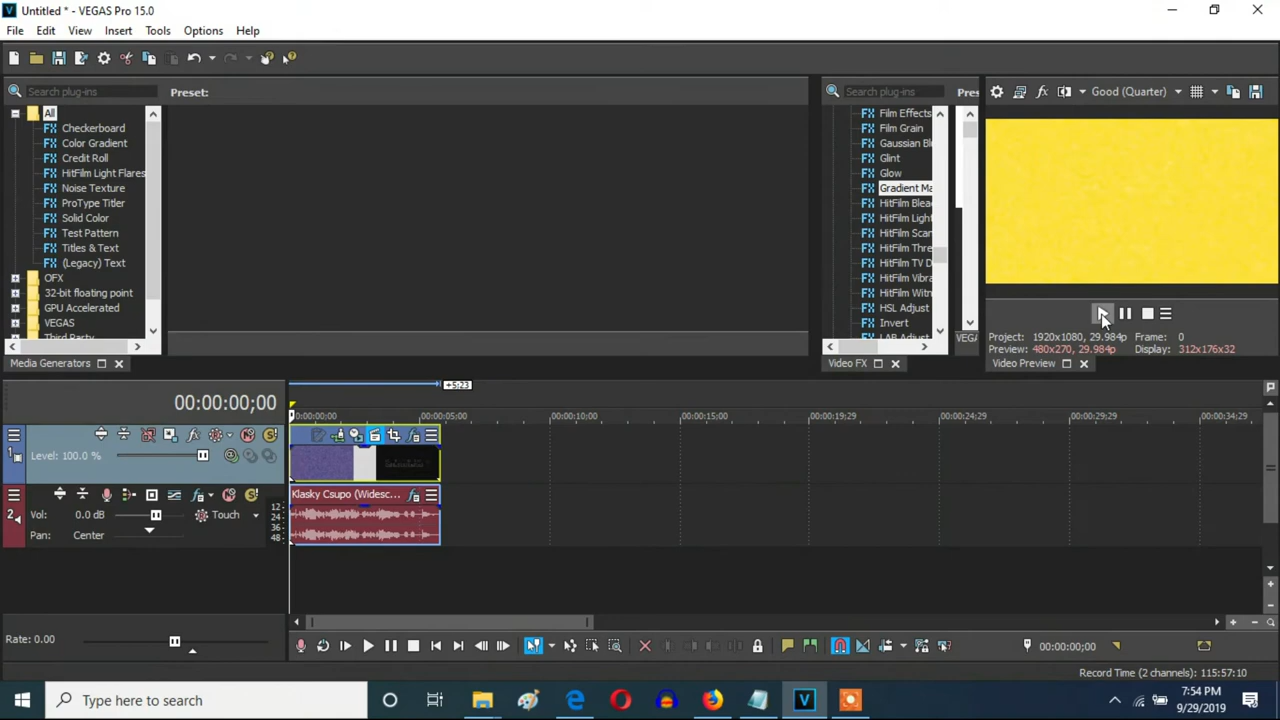 Untitled * - VEGAS Pro 15.0
File Edit View Insert Tools Options Help
Search plug-ins
Preset:
All
Checkerboard
Color Gradient
Credit Roll
HitFilm Light Flares
Noise Texture
ProType Titler
Solid Color
Test Pattern
Titles & Text
(Legacy) Text
OFX
32-bit floating point
GPU Accelerated
VEGAS
Third Party
Media Generators
Search plug-ins
Pres
Film Effects
Film Grain
Gaussian Bl
Glint
Glow
Gradient Ma
HitFilm Blea
HitFilm Light
HitFilm Scan
HitFilm Thre
HitFilm TV D
HitFilm Vibra
HitFilm Witn
HSL Adjust
Invert
LAB Adjust
VEGA
Video FX
Good (Quarter)
Project: 1920x1080, 29.984p Frame: 0
Preview: 480x270, 29.984p Display: 312x176x32
Video Preview
00:00:00;00
+5;23
0:00:00;00 00:00:05;00 00:00:10;00 00:00:15;00 00:00:19;29 00:00:24;29 00:00:29;29 00:00:34;29
1
Level: 100.0 %
2
Vol: 0.0 dB Touch
Pan: Center
12
24
36
48
Klasky Csupo (Widesc...
Rate: 0.00
00:00:00;00
Record Time (2 channels): 115:57:10
Type here to search
7:54 PM
9/29/2019